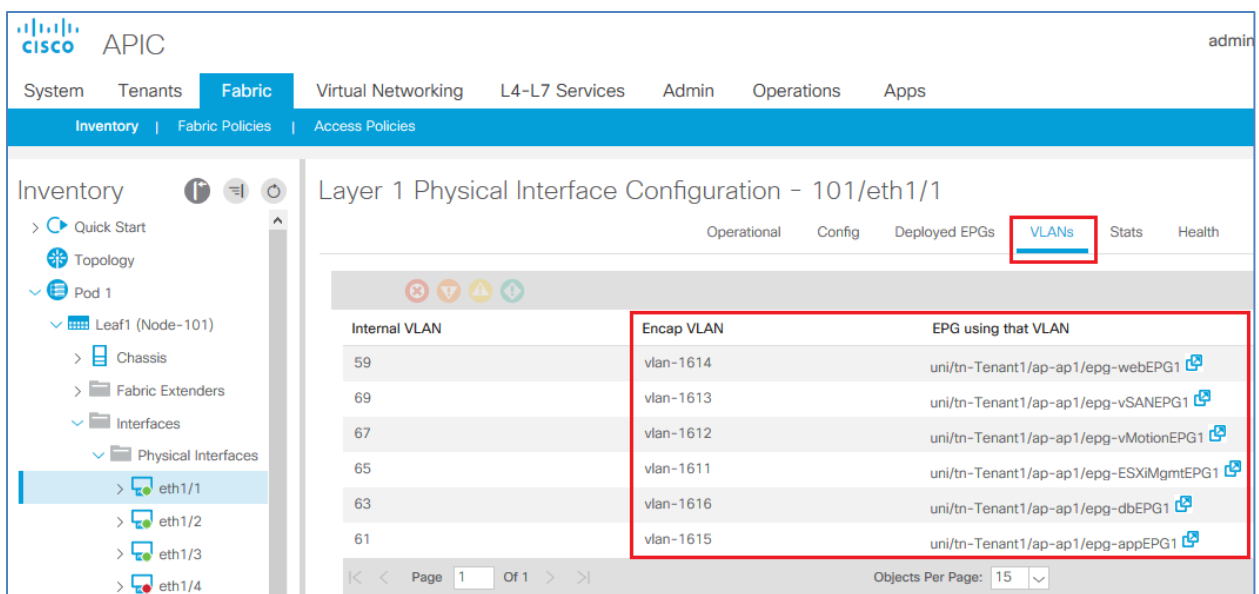 CISCO APIC admin
System Tenants Fabric Virtual Networking L4-L7 Services Admin Operations Apps
Inventory | Fabric Policies | Access Policies
Inventory
Quick Start
Topology
Pod 1
Leaf1 (Node-101)
Chassis
Fabric Extenders
Interfaces
Physical Interfaces
eth1/1
eth1/2
eth1/3
eth1/4
Layer 1 Physical Interface Configuration - 101/eth1/1
Operational Config Deployed EPGs VLANs Stats Health
Internal VLAN Encap VLAN EPG using that VLAN
59 vlan-1614 uni/tn-Tenant1/ap-ap1/epg-webEPG1
69 vlan-1613 uni/tn-Tenant1/ap-ap1/epg-vSANEPG1
67 vlan-1612 uni/tn-Tenant1/ap-ap1/epg-vMotionEPG1
65 vlan-1611 uni/tn-Tenant1/ap-ap1/epg-ESXiMgmtEPG1
63 vlan-1616 uni/tn-Tenant1/ap-ap1/epg-dbEPG1
61 vlan-1615 uni/tn-Tenant1/ap-ap1/epg-appEPG1
Page 1 Of 1 Objects Per Page: 15